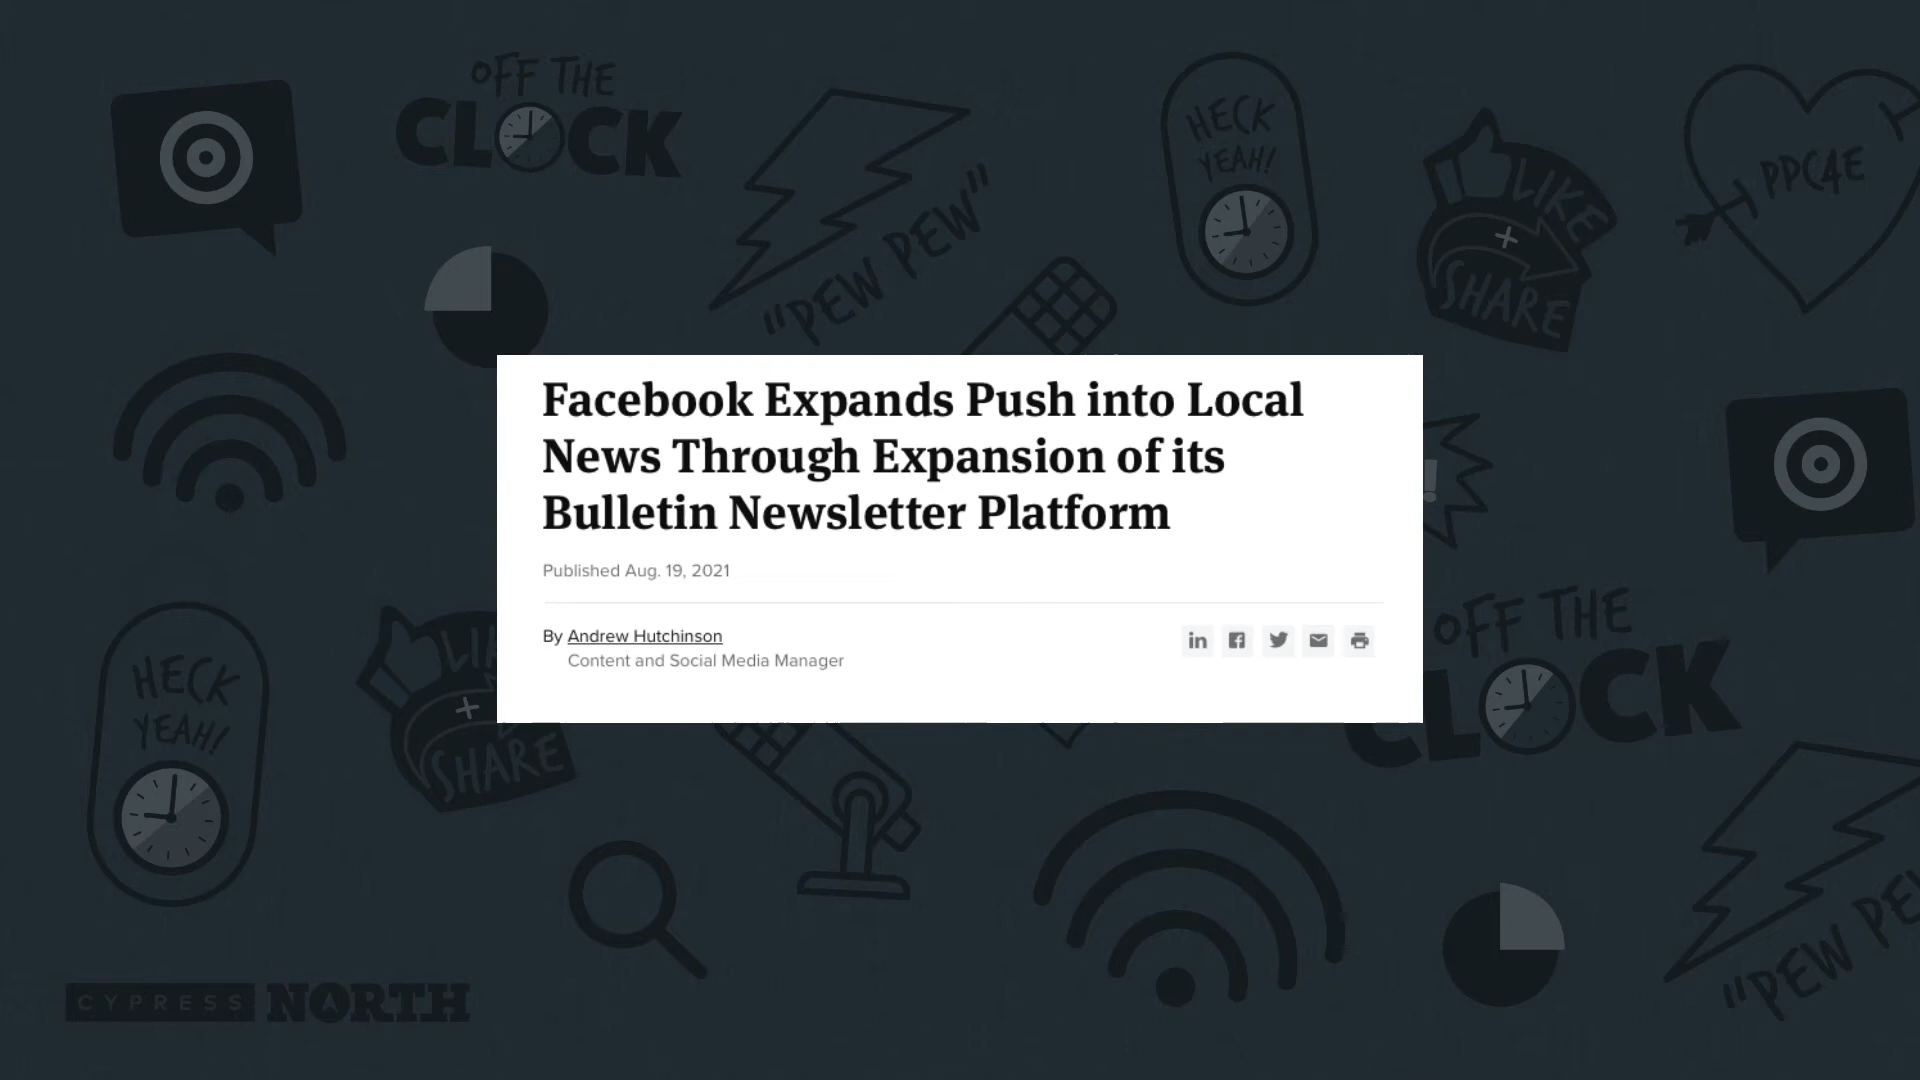 OFF THE
CLOCK
"PEW PEW"
HECK
YEAH!
LIKE
+
SHARE
PPC4E
Facebook Expands Push into Local
News Through Expansion of its
Bulletin Newsletter Platform
Published Aug. 19, 2021
By Andrew Hutchinson
Content and Social Media Manager
in
!
HECK
YEAH!
+
SHARE
OFF THE
CLOCK
"PEW
CYPRESS NORTH